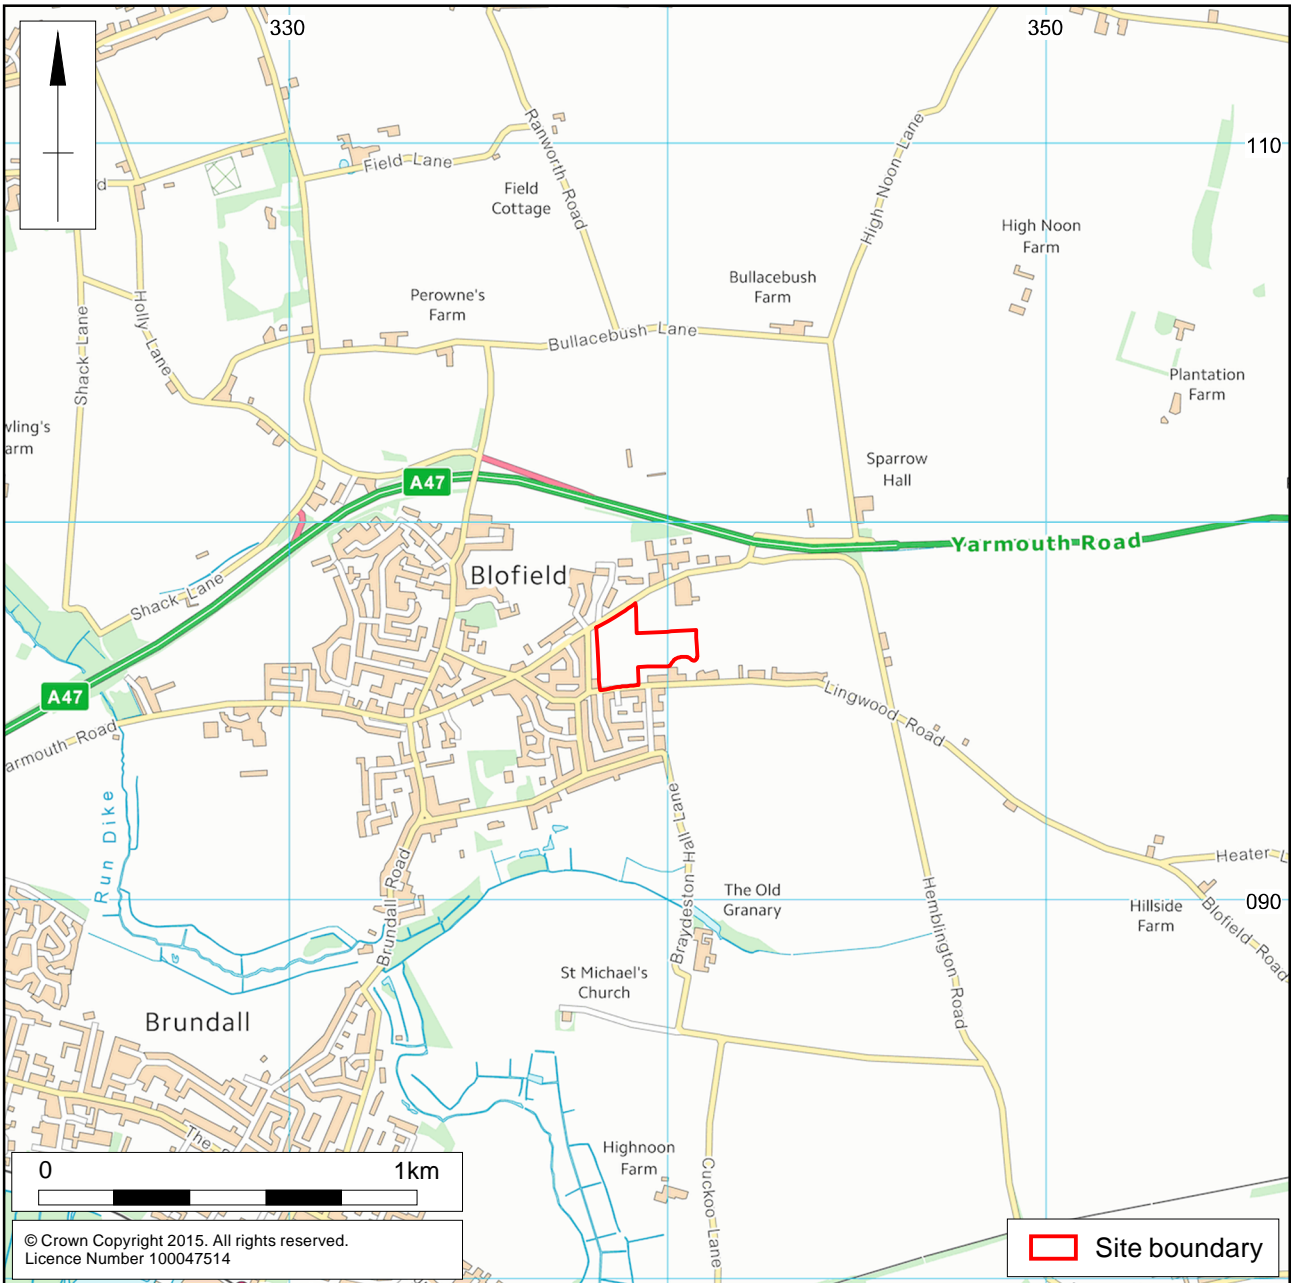 330
350
110
Ranworth Road
Field Lane
High Noon Lane
Field
Cottage
High Noon
Farm
Bullacebush
Farm
Perowne's
Farm
Holly Lane
Shack Lane
Bullacebush Lane
Plantation
Farm
wling's
arm
Sparrow
Hall
A47
Yarmouth Road
Blofield
Shack Lane
A47
Lingwood Road
armouth Road
Run Dike
Braydeston Hall Lane
Brundall Road
Heater L
The Old
Granary
Hemblington Road
090
Hillside
Farm
Blofield Road
St Michael's
Church
Brundall
The
Highnoon
Farm
Cuckoo Lane
0
1km
© Crown Copyright 2015. All rights reserved.
Licence Number 100047514
Site boundary